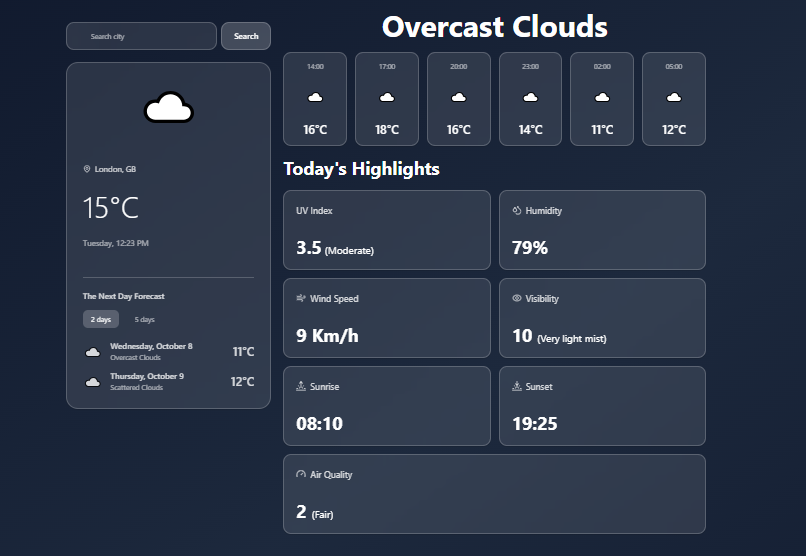 Search city
Search
London, GB
15°C
Tuesday, 12:23 PM
The Next Day Forecast
2 days 5 days
Wednesday, October 8
Overcast Clouds
11°C
Thursday, October 9
Scattered Clouds
12°C
Overcast Clouds
14:00 17:00 20:00 23:00 02:00 05:00
16°C 18°C 16°C 14°C 11°C 12°C
Today's Highlights
UV Index
3.5 (Moderate)
Humidity
79%
Wind Speed
9 Km/h
Visibility
10 (Very light mist)
Sunrise
08:10
Sunset
19:25
Air Quality
2 (Fair)